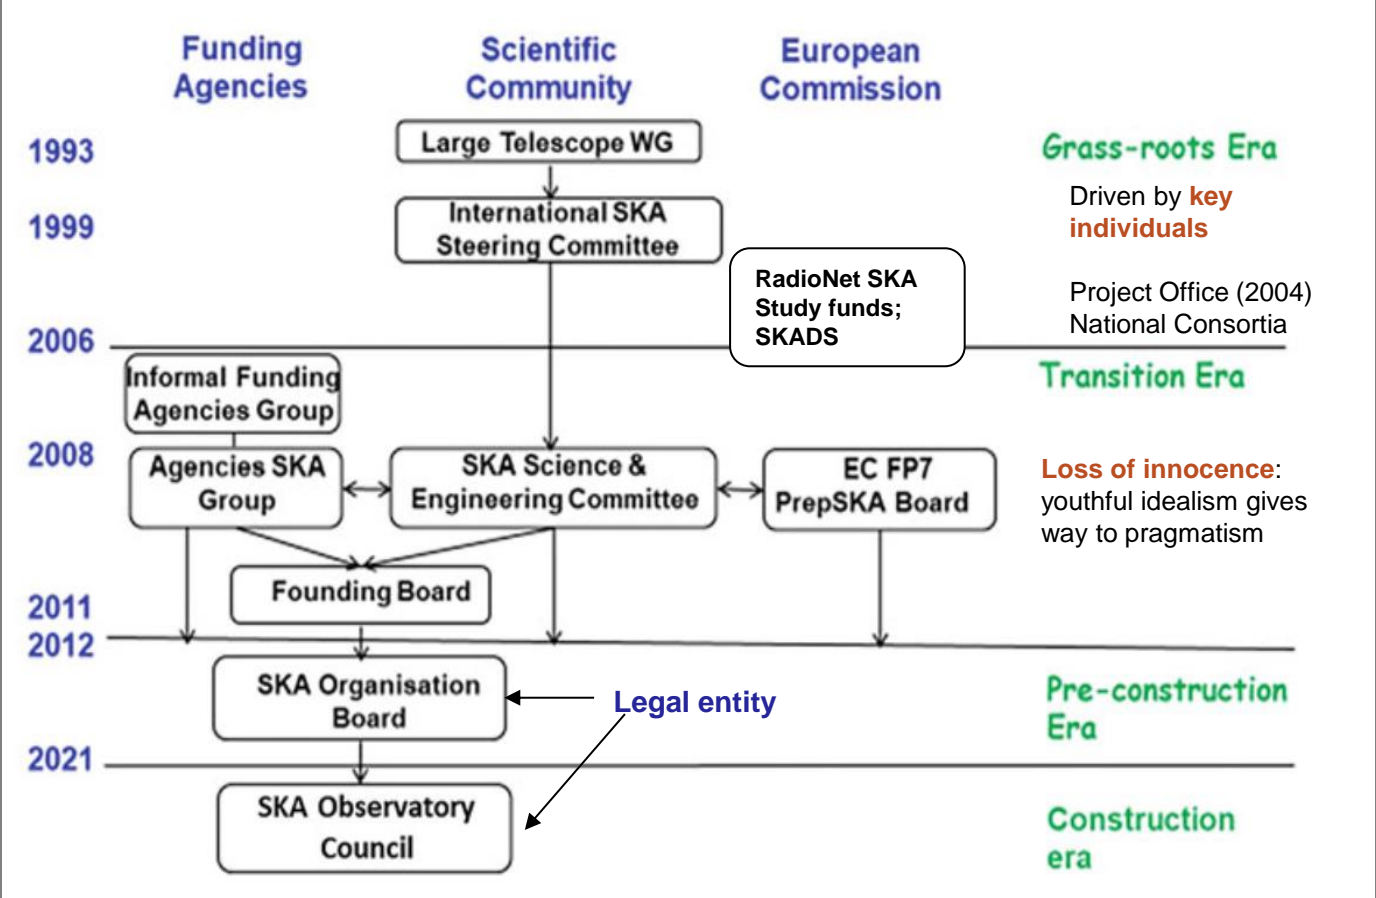 Funding
Agencies
Scientific
Community
European
Commission
1993
Large Telescope WG
Grass-roots Era
1999
International SKA
Steering Committee
Driven by key
individuals
RadioNet SKA
Study funds;
SKADS
Project Office (2004)
National Consortia
2006
Informal Funding
Agencies Group
Transition Era
2008
Agencies SKA
Group
SKA Science &
Engineering Committee
EC FP7
PrepSKA Board
Loss of innocence:
youthful idealism gives
way to pragmatism
Founding Board
2011
2012
SKA Organisation
Board
Legal entity
Pre-construction
Era
2021
SKA Observatory
Council
Construction
era